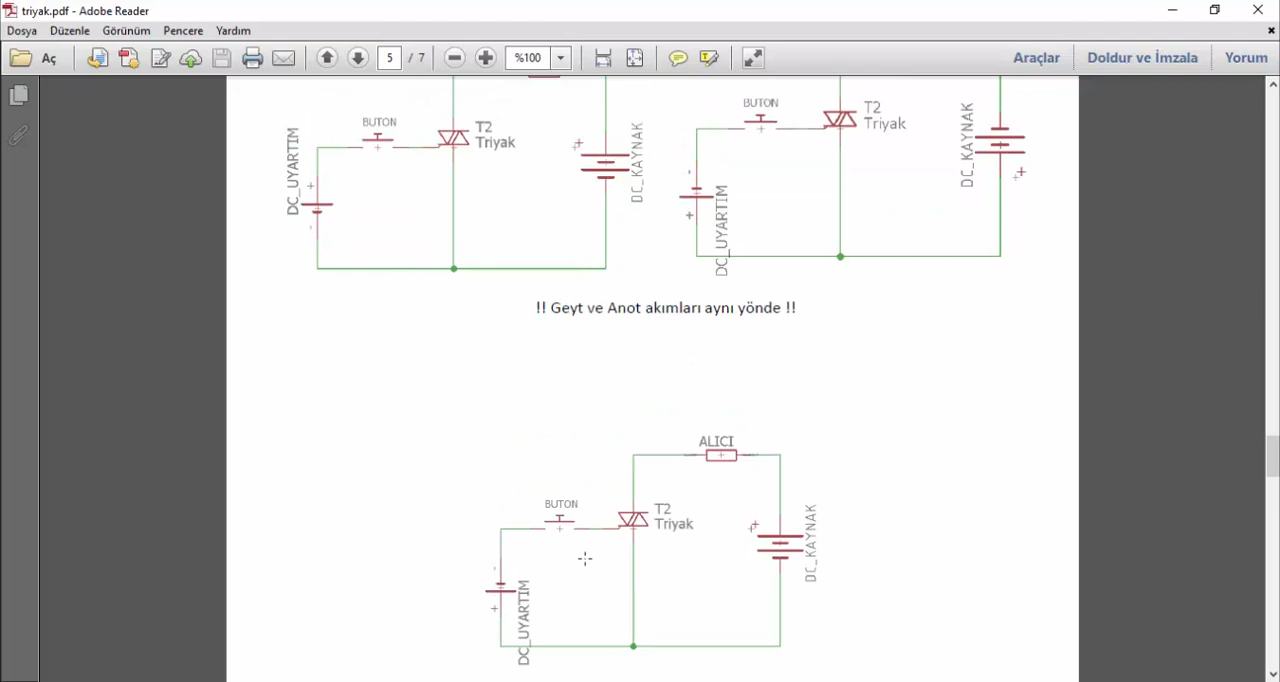 triyak.pdf - Adobe Reader
Dosya Düzenle Görünüm Pencere Yardım
Aç 5 / 7 %100 Araçlar Doldur ve İmzala Yorum
BUTON
T2
Triyak
DC_UYARTIM
+
-
+
DC_KAYNAK
BUTON
T2
Triyak
-
+
DC_UYARTIM
DC_KAYNAK
+
!! Geyt ve Anot akımları aynı yönde !!
ALICI
BUTON
T2
Triyak
-
+
DC_UYARTIM
+
DC_KAYNAK